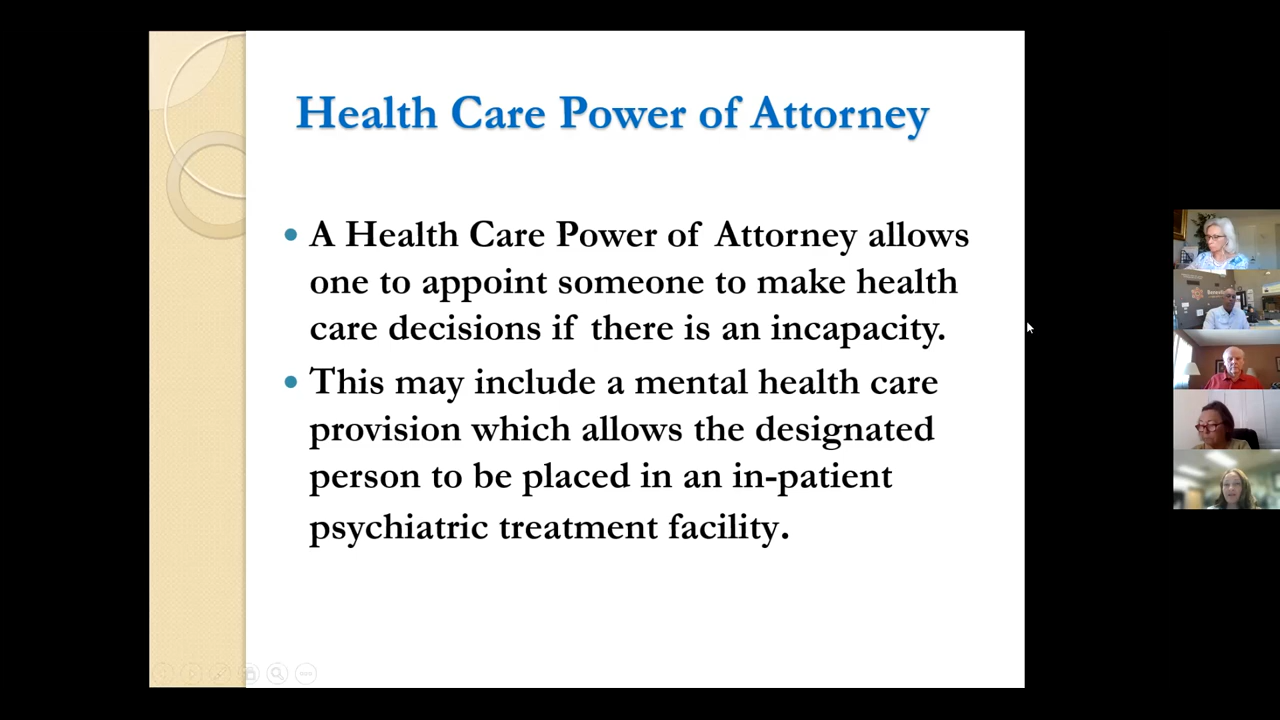 Health Care Power of Attorney
• A Health Care Power of Attorney allows
one to appoint someone to make health
care decisions if there is an incapacity.
• This may include a mental health care
provision which allows the designated
person to be placed in an in-patient
psychiatric treatment facility.